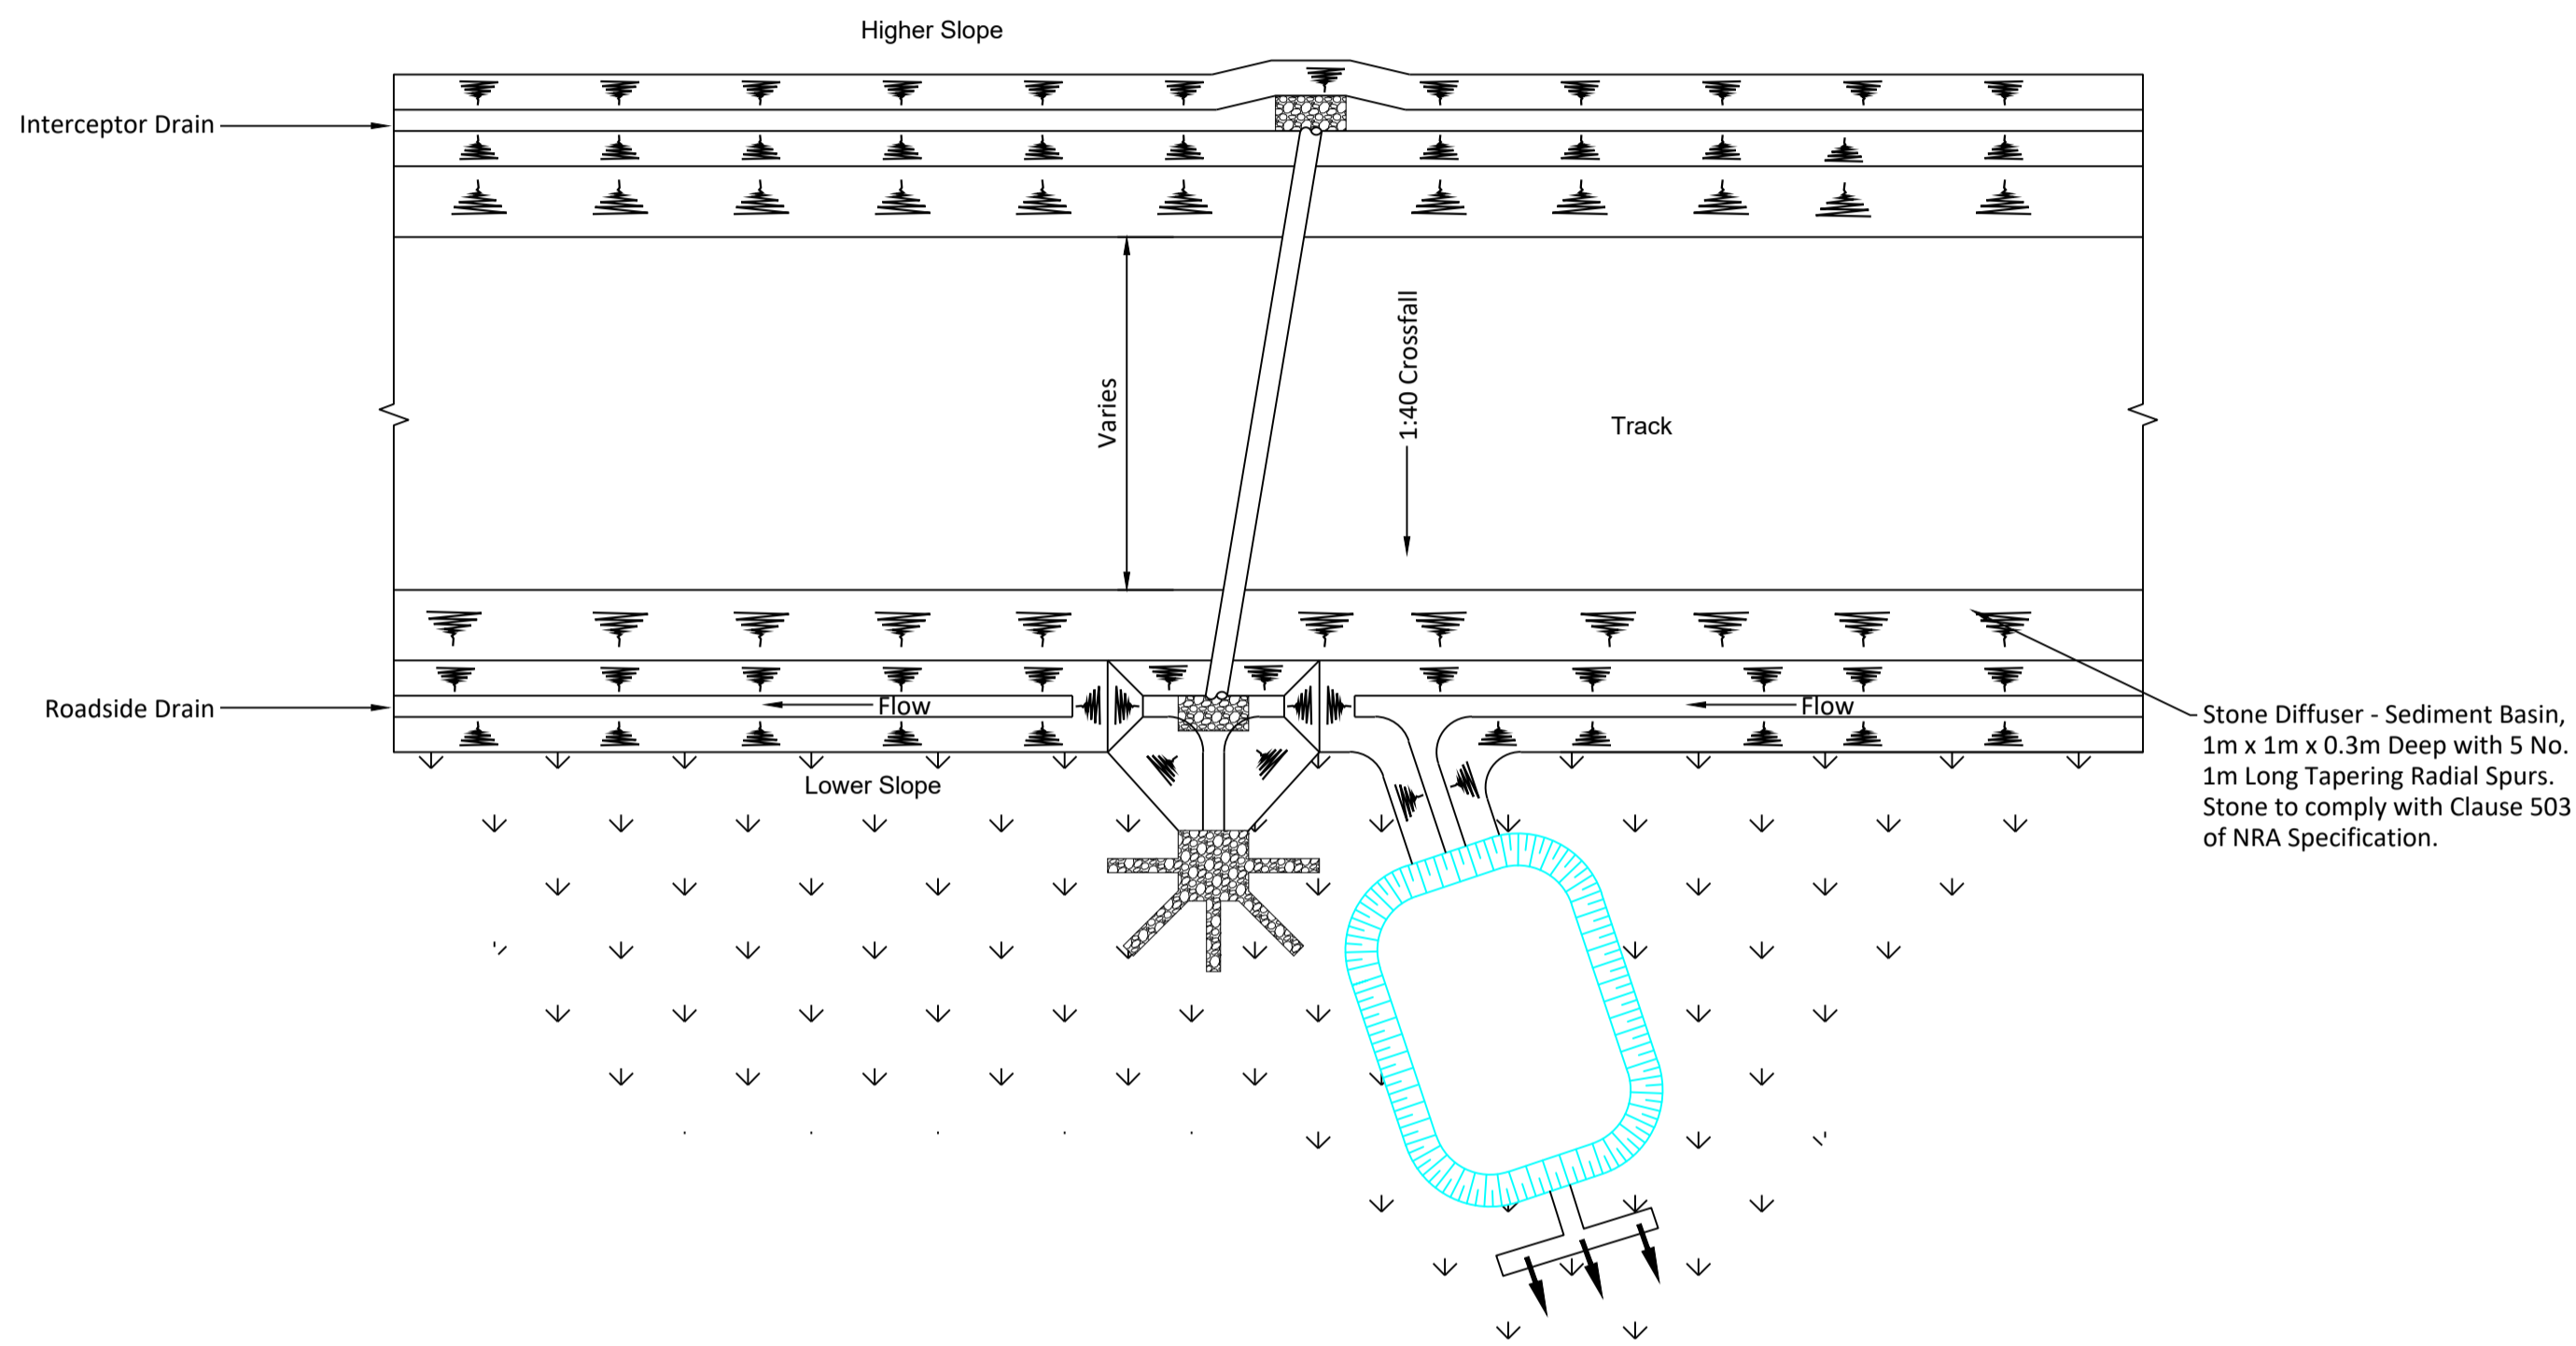 Higher Slope
Interceptor Drain
Varies
1:40 Crossfall
Track
Roadside Drain
Flow
Flow
Lower Slope
Stone Diffuser - Sediment Basin,
1m x 1m x 0.3m Deep with 5 No.
1m Long Tapering Radial Spurs.
Stone to comply with Clause 503
of NRA Specification.